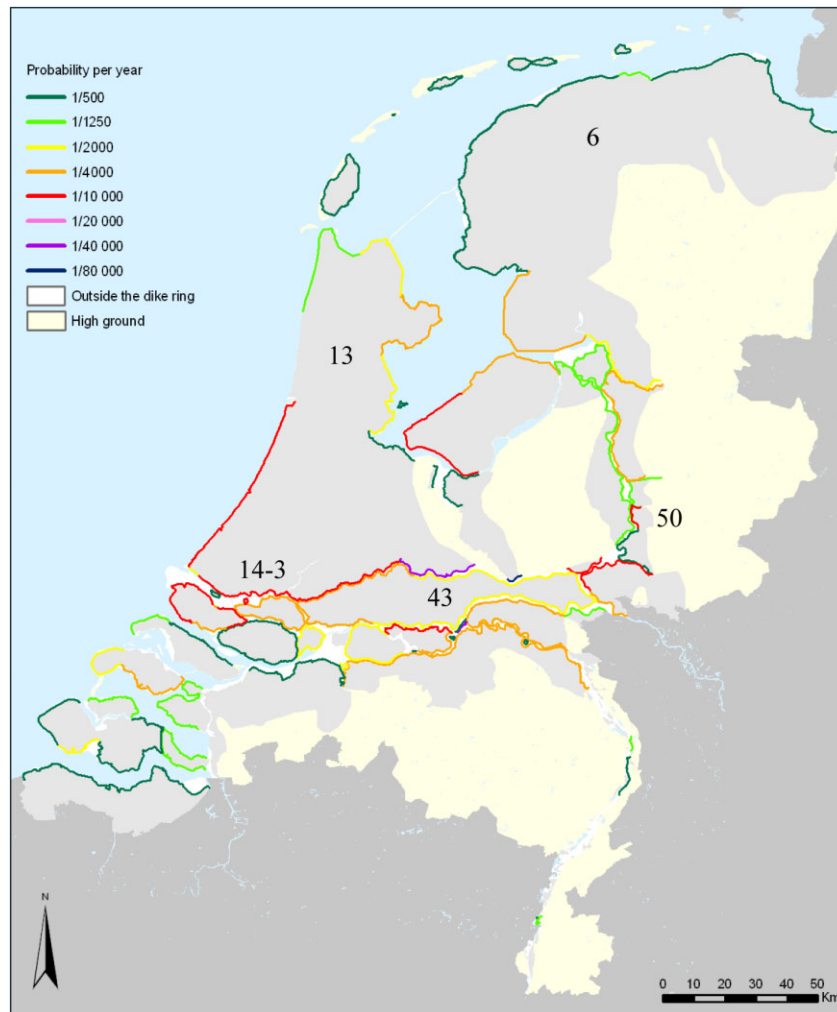 Probability per year
1/500
1/1250
1/2000
1/4000
1/10 000
1/20 000
1/40 000
1/80 000
Outside the dike ring
High ground
6
13
50
14-3
43
N
0 10 20 30 40 50
Km